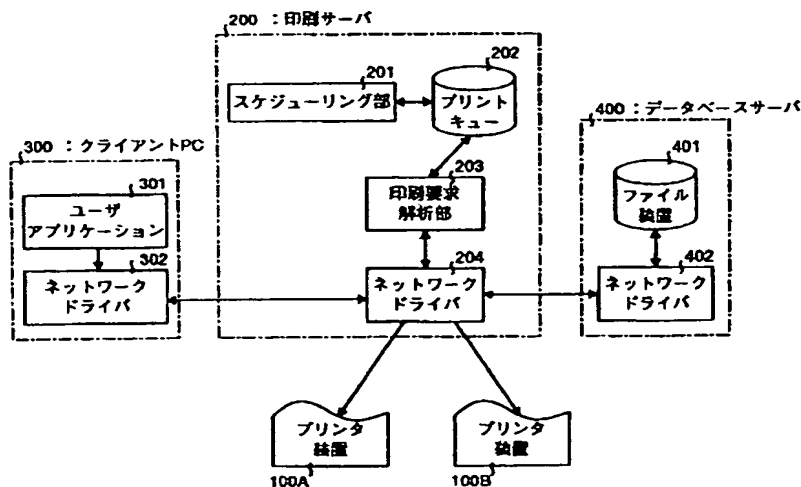 200 : 印刷サーバ
201
スケジューリング部
202
プリント
キュー
203
印刷要求
解析部
204
ネットワーク
ドライバ
300 : クライアントPC
301
ユーザ
アプリケーション
302
ネットワーク
ドライバ
400 : データベースサーバ
401
ファイル
装置
402
ネットワーク
ドライバ
プリンタ
装置
100A
プリンタ
装置
100B